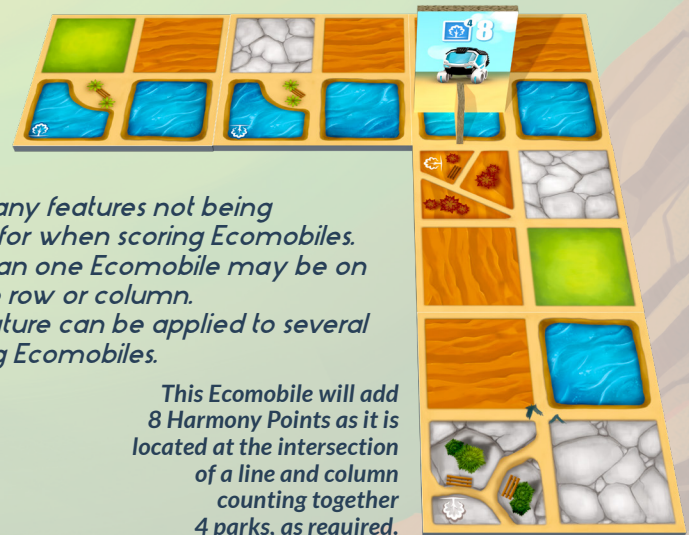 4 8
any features not being
for when scoring Ecomobiles.
an one Ecomobile may be on
row or column.
ture can be applied to several
g Ecomobiles.
This Ecomobile will add
8 Harmony Points as it is
located at the intersection
of a line and column
counting together
4 parks, as required.